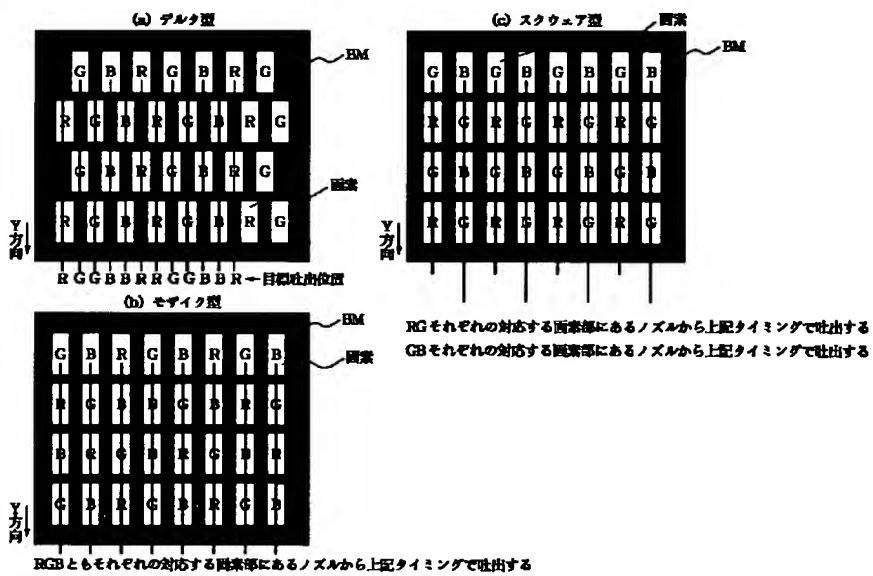 (a) デルタ型
BM
G B R G B R G
R G B R G B R G
G B R G B R G
画素
R G B R G B R G
Y方向
R G G B B R R G G B B R ←目標吐出位置
(b) モザイク型
BM
G B R G B R G B
画素
R G B B G B R G
B R G B R G B R
G B R G B R G B
Y方向
RGBともそれぞれの対応する画素部にあるノズルから上記タイミングで吐出する
(c) スクウェア型
画素
BM
G B G B G B G B
R G R G R G R G
G B G B G B G B
R G R G R G R G
Y方向
RGそれぞれの対応する画素部にあるノズルから上記タイミングで吐出する
GBそれぞれの対応する画素部にあるノズルから上記タイミングで吐出する